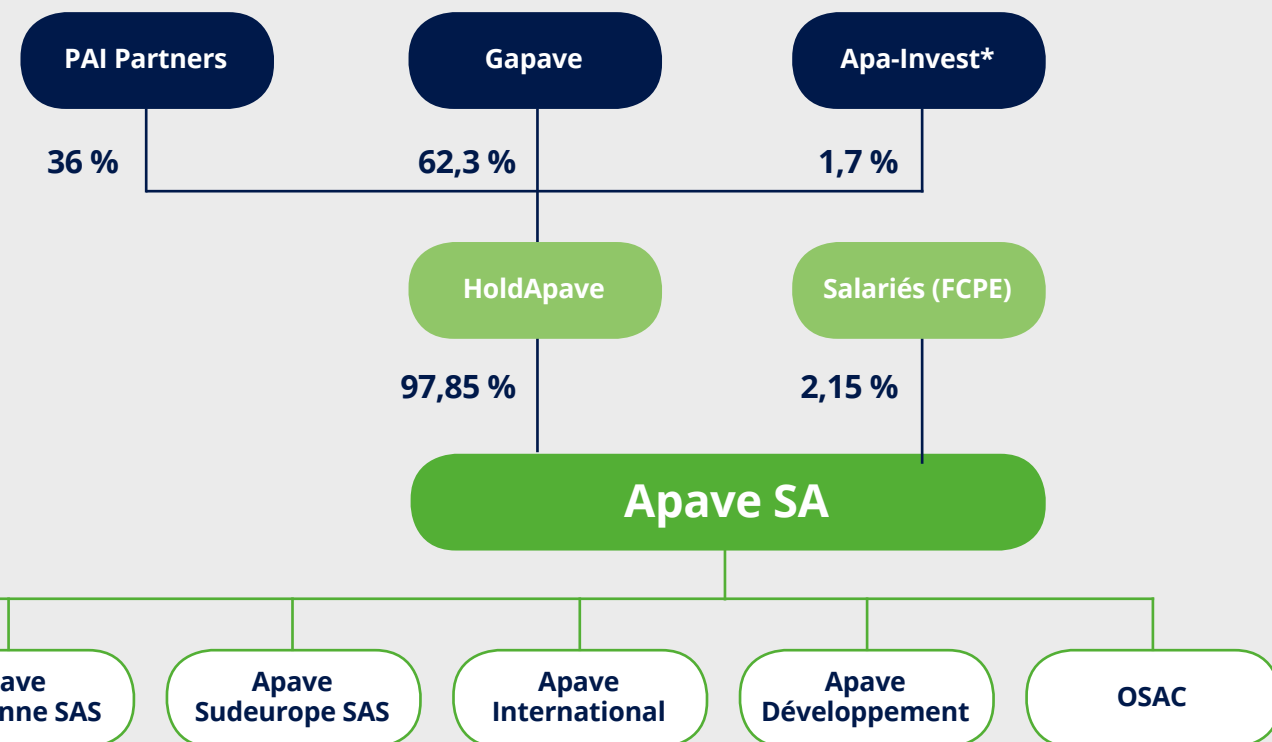 PAI Partners
Gapave
Apa-Invest*
36 %
62,3 %
1,7 %
HoldApave
Salariés (FCPE)
97,85 %
2,15 %
Apave SA
Apave
Sudeurope SAS
Apave
International
Apave
Développement
OSAC
SAS